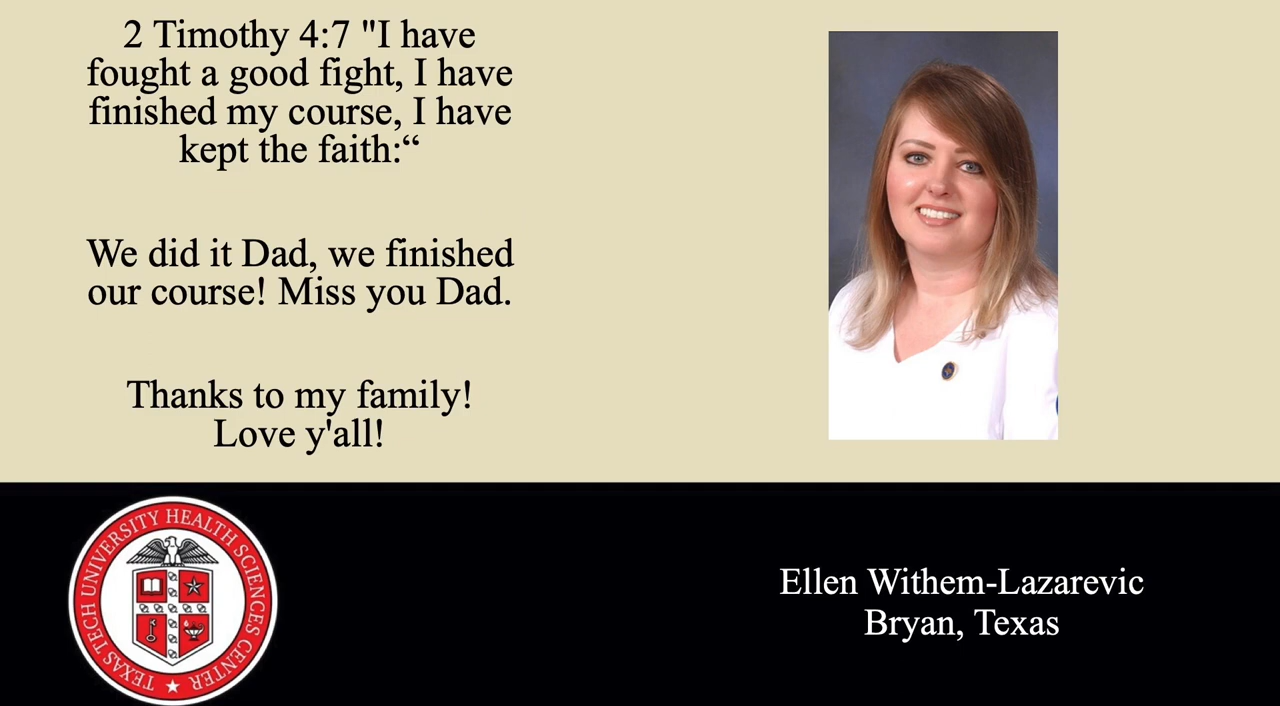 2 Timothy 4:7 "I have
fought a good fight, I have
finished my course, I have
kept the faith:“
We did it Dad, we finished
our course! Miss you Dad.
Thanks to my family!
Love y'all!
TEXAS TECH UNIVERSITY HEALTH SCIENCES CENTER
Ellen Withem-Lazarevic
Bryan, Texas